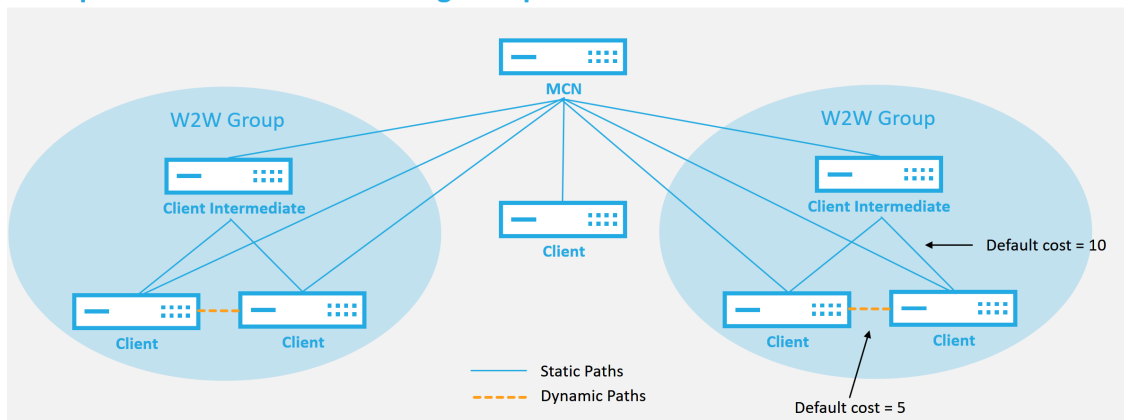 MCN
W2W Group
W2W Group
Client Intermediate
Client Intermediate
Client
Default cost = 10
Client
Client
Client
Client
Static Paths
Dynamic Paths
Default cost = 5